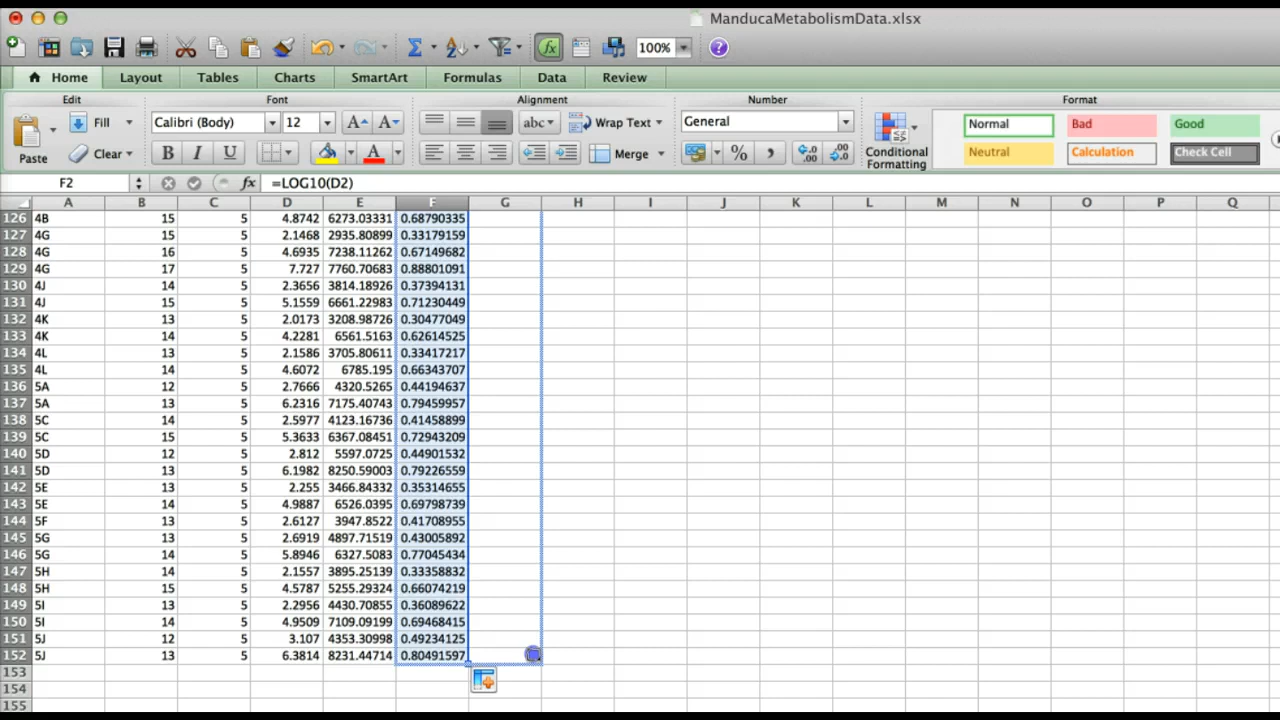 ManducaMetabolismData.xlsx
100%
Home Layout Tables Charts SmartArt Formulas Data Review
Edit Font Alignment Number Format
Fill Calibri (Body) 12 A A abc Wrap Text General Normal Bad Good
Paste Clear B I U A Merge % , .0 .00 .00 .0 Conditional Formatting Neutral Calculation Check Cell
F2 fx =LOG10(D2)
A B C D E F G H I J K L M N O P Q
126 4B 15 5 4.8742 6273.03331 0.68790335
127 4G 15 5 2.1468 2935.80899 0.33179159
128 4G 16 5 4.6935 7238.11262 0.67149682
129 4G 17 5 7.727 7760.70683 0.88801091
130 4J 14 5 2.3656 3814.18926 0.37394131
131 4J 15 5 5.1559 6661.22983 0.71230449
132 4K 13 5 2.0173 3208.98726 0.30477049
133 4K 14 5 4.2281 6561.5163 0.62614525
134 4L 13 5 2.1586 3705.80611 0.33417217
135 4L 14 5 4.6072 6785.195 0.66343707
136 5A 12 5 2.7666 4320.5265 0.44194637
137 5A 13 5 6.2316 7175.40743 0.79459957
138 5C 14 5 2.5977 4123.16736 0.41458899
139 5C 15 5 5.3633 6367.08451 0.72943209
140 5D 12 5 2.812 5597.0725 0.44901532
141 5D 13 5 6.1982 8250.59003 0.79226559
142 5E 13 5 2.255 3466.84332 0.35314655
143 5E 14 5 4.9887 6526.0395 0.69798739
144 5F 13 5 2.6127 3947.8522 0.41708955
145 5G 13 5 2.6919 4897.71519 0.43005892
146 5G 14 5 5.8946 6327.5083 0.77045434
147 5H 14 5 2.1557 3895.25139 0.33358832
148 5H 15 5 4.5787 5255.29324 0.66074219
149 5I 13 5 2.2956 4430.70855 0.36089622
150 5I 14 5 4.9509 7109.09199 0.69468415
151 5J 12 5 3.107 4353.30998 0.49234125
152 5J 13 5 6.3814 8231.44714 0.80491597
153
154
155